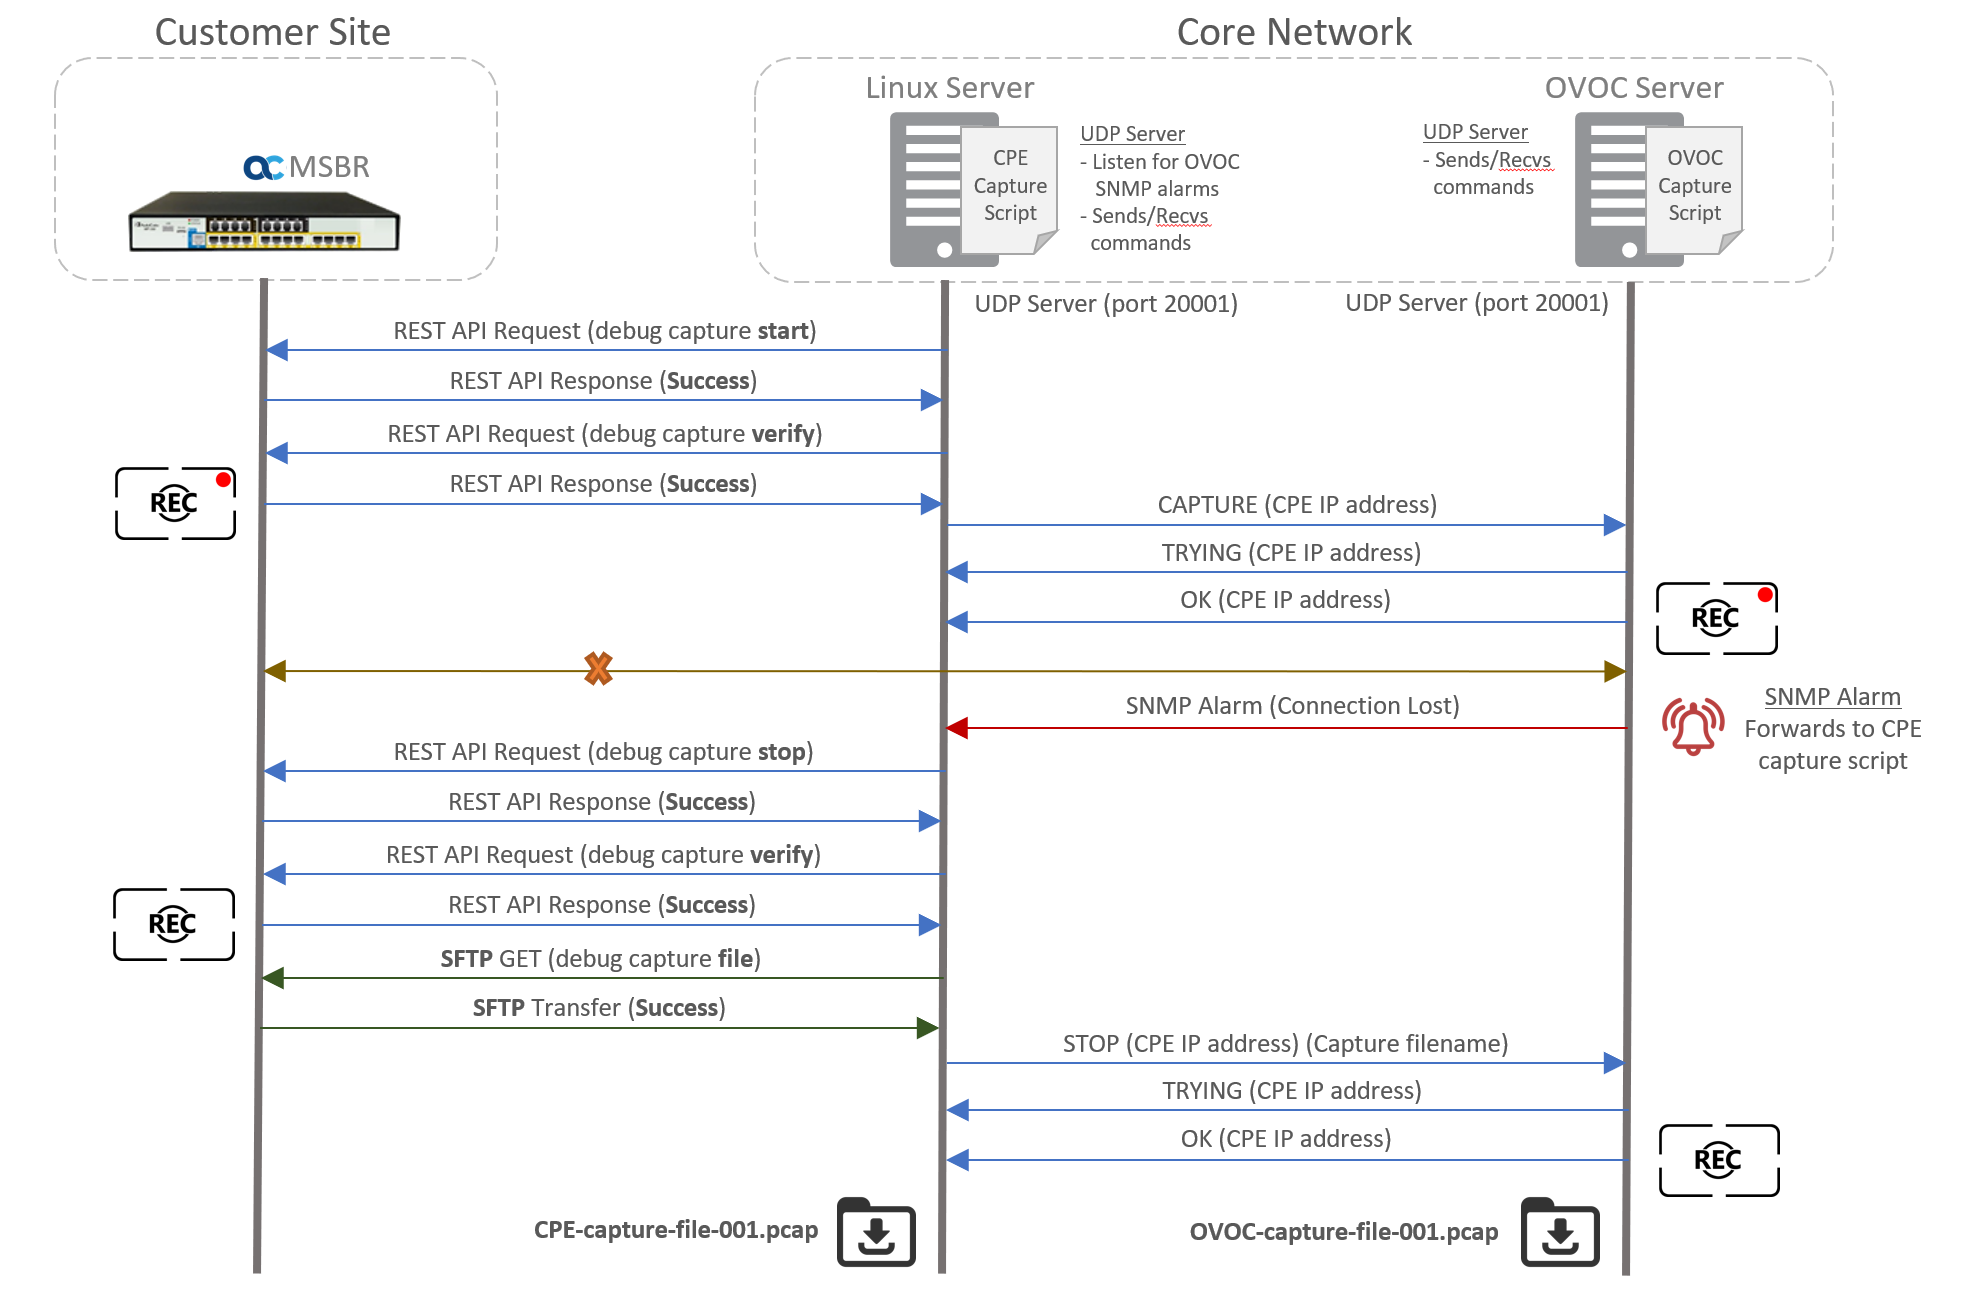 Customer Site
Core Network
Linux Server
OVOC Server
MSBR
CPE
Capture
Script
UDP Server
- Listen for OVOC
SNMP alarms
- Sends/Recvs
commands
UDP Server
- Sends/Recvs
commands
OVOC
Capture
Script
UDP Server (port 20001)
UDP Server (port 20001)
REST API Request (debug capture start)
REST API Response (Success)
REST API Request (debug capture verify)
REC
REST API Response (Success)
CAPTURE (CPE IP address)
TRYING (CPE IP address)
OK (CPE IP address)
REC
SNMP Alarm (Connection Lost)
SNMP Alarm
Forwards to CPE
capture script
REST API Request (debug capture stop)
REST API Response (Success)
REST API Request (debug capture verify)
REC
REST API Response (Success)
SFTP GET (debug capture file)
SFTP Transfer (Success)
STOP (CPE IP address) (Capture filename)
TRYING (CPE IP address)
OK (CPE IP address)
REC
CPE-capture-file-001.pcap
OVOC-capture-file-001.pcap